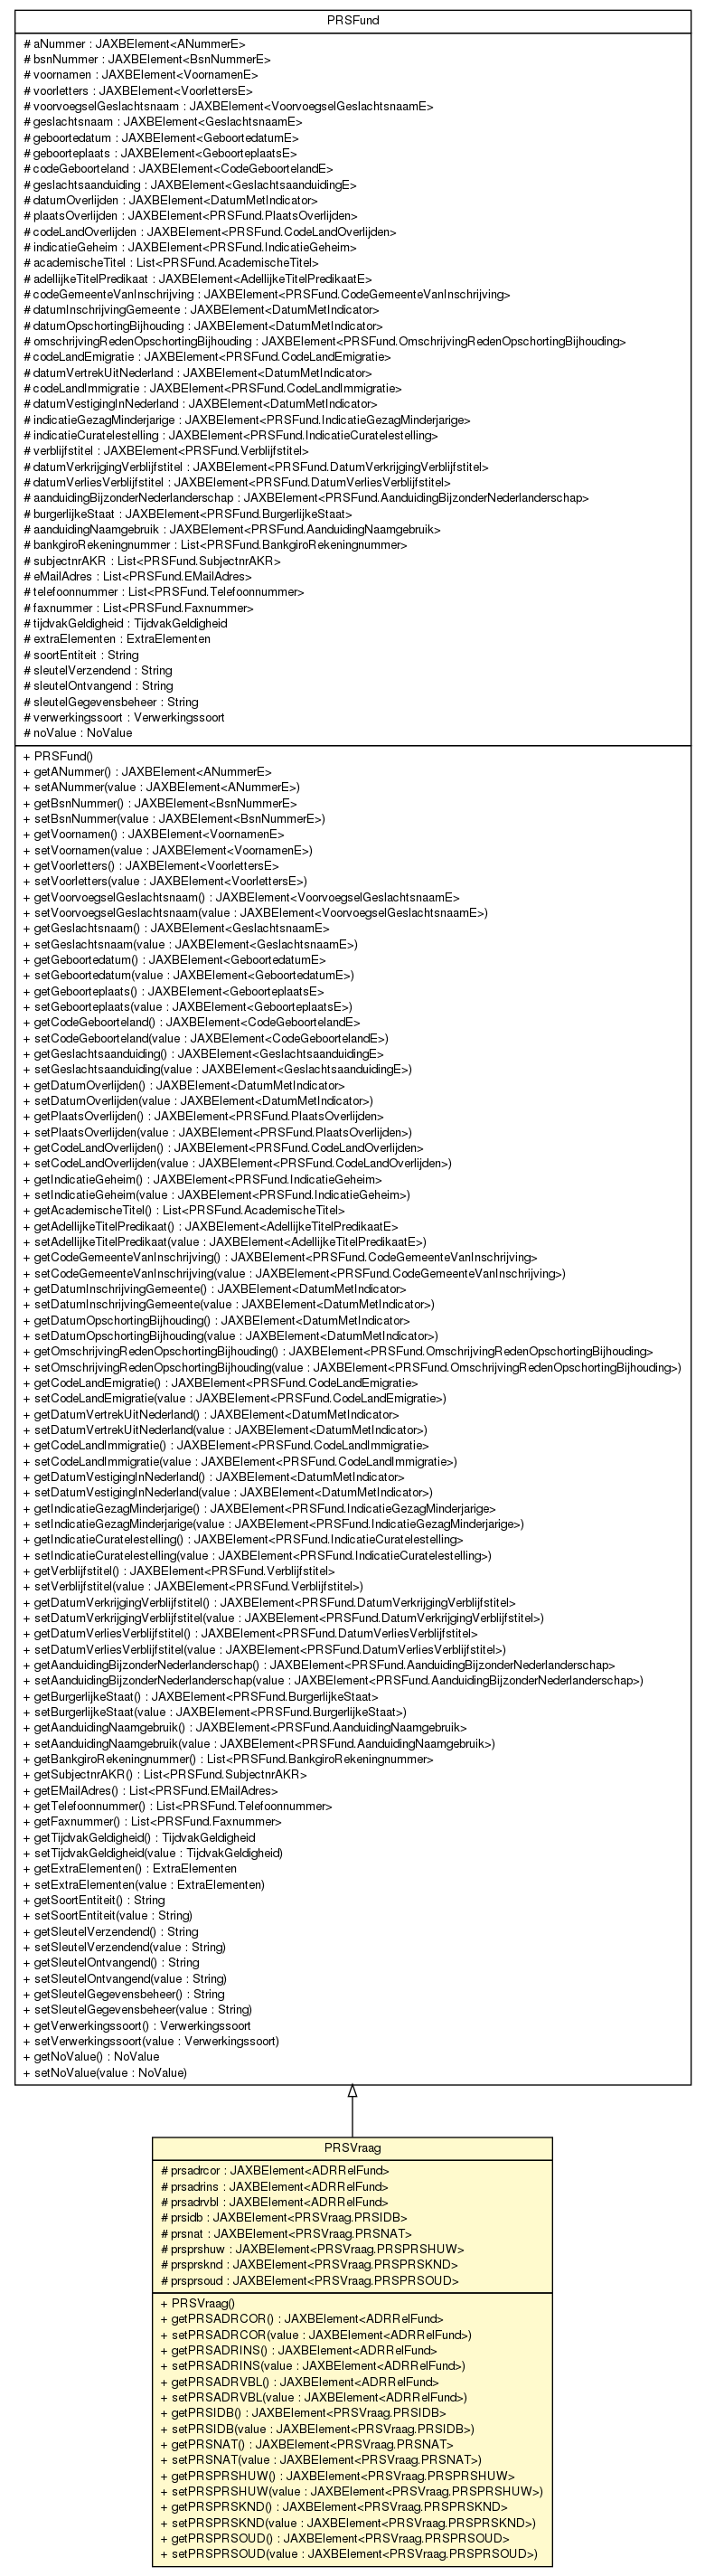 PRSFund
# aNummer : JAXBElement<ANummerE>
# bsnNummer : JAXBElement<BsnNummerE>
# voornamen : JAXBElement<VoornamenE>
# voorletters : JAXBElement<VoorlettersE>
# voorvoegselGeslachtsnaam : JAXBElement<VoorvoegselGeslachtsnaamE>
# geslachtsnaam : JAXBElement<GeslachtsnaamE>
# geboortedatum : JAXBElement<GeboortedatumE>
# geboorteplaats : JAXBElement<GeboorteplaatsE>
# codeGeboorteland : JAXBElement<CodeGeboortelandE>
# geslachtsaanduiding : JAXBElement<GeslachtsaanduidingE>
# datumOverlijden : JAXBElement<DatumMetIndicator>
# plaatsOverlijden : JAXBElement<PRSFund.PlaatsOverlijden>
# codeLandOverlijden : JAXBElement<PRSFund.CodeLandOverlijden>
# indicatieGeheim : JAXBElement<PRSFund.IndicatieGeheim>
# academischeTitel : List<PRSFund.AcademischeTitel>
# adellijkeTitelPredikaat : JAXBElement<AdellijkeTitelPredikaatE>
# codeGemeenteVanInschrijving : JAXBElement<PRSFund.CodeGemeenteVanInschrijving>
# datumInschrijvingGemeente : JAXBElement<DatumMetIndicator>
# datumOpschortingBijhouding : JAXBElement<DatumMetIndicator>
# omschrijvingRedenOpschortingBijhouding : JAXBElement<PRSFund.OmschrijvingRedenOpschortingBijhouding>
# codeLandEmigratie : JAXBElement<PRSFund.CodeLandEmigratie>
# datumVertrekUitNederland : JAXBElement<DatumMetIndicator>
# codeLandImmigratie : JAXBElement<PRSFund.CodeLandImmigratie>
# datumVestigingInNederland : JAXBElement<DatumMetIndicator>
# indicatieGezagMinderjarige : JAXBElement<PRSFund.IndicatieGezagMinderjarige>
# indicatieCuratelestelling : JAXBElement<PRSFund.IndicatieCuratelestelling>
# verblijfstitel : JAXBElement<PRSFund.Verblijfstitel>
# datumVerkrijgingVerblijfstitel : JAXBElement<PRSFund.DatumVerkrijgingVerblijfstitel>
# datumVerliesVerblijfstitel : JAXBElement<PRSFund.DatumVerliesVerblijfstitel>
# aanduidingBijzonderNederlanderschap : JAXBElement<PRSFund.AanduidingBijzonderNederlanderschap>
# burgerlijkeStaat : JAXBElement<PRSFund.BurgerlijkeStaat>
# aanduidingNaamgebruik : JAXBElement<PRSFund.AanduidingNaamgebruik>
# bankgiroRekeningnummer : List<PRSFund.BankgiroRekeningnummer>
# subjectnrAKR : List<PRSFund.SubjectnrAKR>
# eMailAdres : List<PRSFund.EMailAdres>
# telefoonnummer : List<PRSFund.Telefoonnummer>
# faxnummer : List<PRSFund.Faxnummer>
# tijdvakGeldigheid : TijdvakGeldigheid
# extraElementen : ExtraElementen
# soortEntiteit : String
# sleutelVerzendend : String
# sleutelOntvangend : String
# sleutelGegevensbeheer : String
# verwerkingssoort : Verwerkingssoort
# noValue : NoValue
+ PRSFund()
+ getANummer() : JAXBElement<ANummerE>
+ setANummer(value : JAXBElement<ANummerE>)
+ getBsnNummer() : JAXBElement<BsnNummerE>
+ setBsnNummer(value : JAXBElement<BsnNummerE>)
+ getVoornamen() : JAXBElement<VoornamenE>
+ setVoornamen(value : JAXBElement<VoornamenE>)
+ getVoorletters() : JAXBElement<VoorlettersE>
+ setVoorletters(value : JAXBElement<VoorlettersE>)
+ getVoorvoegselGeslachtsnaam() : JAXBElement<VoorvoegselGeslachtsnaamE>
+ setVoorvoegselGeslachtsnaam(value : JAXBElement<VoorvoegselGeslachtsnaamE>)
+ getGeslachtsnaam() : JAXBElement<GeslachtsnaamE>
+ setGeslachtsnaam(value : JAXBElement<GeslachtsnaamE>)
+ getGeboortedatum() : JAXBElement<GeboortedatumE>
+ setGeboortedatum(value : JAXBElement<GeboortedatumE>)
+ getGeboorteplaats() : JAXBElement<GeboorteplaatsE>
+ setGeboorteplaats(value : JAXBElement<GeboorteplaatsE>)
+ getCodeGeboorteland() : JAXBElement<CodeGeboortelandE>
+ setCodeGeboorteland(value : JAXBElement<CodeGeboortelandE>)
+ getGeslachtsaanduiding() : JAXBElement<GeslachtsaanduidingE>
+ setGeslachtsaanduiding(value : JAXBElement<GeslachtsaanduidingE>)
+ getDatumOverlijden() : JAXBElement<DatumMetIndicator>
+ setDatumOverlijden(value : JAXBElement<DatumMetIndicator>)
+ getPlaatsOverlijden() : JAXBElement<PRSFund.PlaatsOverlijden>
+ setPlaatsOverlijden(value : JAXBElement<PRSFund.PlaatsOverlijden>)
+ getCodeLandOverlijden() : JAXBElement<PRSFund.CodeLandOverlijden>
+ setCodeLandOverlijden(value : JAXBElement<PRSFund.CodeLandOverlijden>)
+ getIndicatieGeheim() : JAXBElement<PRSFund.IndicatieGeheim>
+ setIndicatieGeheim(value : JAXBElement<PRSFund.IndicatieGeheim>)
+ getAcademischeTitel() : List<PRSFund.AcademischeTitel>
+ getAdellijkeTitelPredikaat() : JAXBElement<AdellijkeTitelPredikaatE>
+ setAdellijkeTitelPredikaat(value : JAXBElement<AdellijkeTitelPredikaatE>)
+ getCodeGemeenteVanInschrijving() : JAXBElement<PRSFund.CodeGemeenteVanInschrijving>
+ setCodeGemeenteVanInschrijving(value : JAXBElement<PRSFund.CodeGemeenteVanInschrijving>)
+ getDatumInschrijvingGemeente() : JAXBElement<DatumMetIndicator>
+ setDatumInschrijvingGemeente(value : JAXBElement<DatumMetIndicator>)
+ getDatumOpschortingBijhouding() : JAXBElement<DatumMetIndicator>
+ setDatumOpschortingBijhouding(value : JAXBElement<DatumMetIndicator>)
+ getOmschrijvingRedenOpschortingBijhouding() : JAXBElement<PRSFund.OmschrijvingRedenOpschortingBijhouding>
+ setOmschrijvingRedenOpschortingBijhouding(value : JAXBElement<PRSFund.OmschrijvingRedenOpschortingBijhouding>)
+ getCodeLandEmigratie() : JAXBElement<PRSFund.CodeLandEmigratie>
+ setCodeLandEmigratie(value : JAXBElement<PRSFund.CodeLandEmigratie>)
+ getDatumVertrekUitNederland() : JAXBElement<DatumMetIndicator>
+ setDatumVertrekUitNederland(value : JAXBElement<DatumMetIndicator>)
+ getCodeLandImmigratie() : JAXBElement<PRSFund.CodeLandImmigratie>
+ setCodeLandImmigratie(value : JAXBElement<PRSFund.CodeLandImmigratie>)
+ getDatumVestigingInNederland() : JAXBElement<DatumMetIndicator>
+ setDatumVestigingInNederland(value : JAXBElement<DatumMetIndicator>)
+ getIndicatieGezagMinderjarige() : JAXBElement<PRSFund.IndicatieGezagMinderjarige>
+ setIndicatieGezagMinderjarige(value : JAXBElement<PRSFund.IndicatieGezagMinderjarige>)
+ getIndicatieCuratelestelling() : JAXBElement<PRSFund.IndicatieCuratelestelling>
+ setIndicatieCuratelestelling(value : JAXBElement<PRSFund.IndicatieCuratelestelling>)
+ getVerblijfstitel() : JAXBElement<PRSFund.Verblijfstitel>
+ setVerblijfstitel(value : JAXBElement<PRSFund.Verblijfstitel>)
+ getDatumVerkrijgingVerblijfstitel() : JAXBElement<PRSFund.DatumVerkrijgingVerblijfstitel>
+ setDatumVerkrijgingVerblijfstitel(value : JAXBElement<PRSFund.DatumVerkrijgingVerblijfstitel>)
+ getDatumVerliesVerblijfstitel() : JAXBElement<PRSFund.DatumVerliesVerblijfstitel>
+ setDatumVerliesVerblijfstitel(value : JAXBElement<PRSFund.DatumVerliesVerblijfstitel>)
+ getAanduidingBijzonderNederlanderschap() : JAXBElement<PRSFund.AanduidingBijzonderNederlanderschap>
+ setAanduidingBijzonderNederlanderschap(value : JAXBElement<PRSFund.AanduidingBijzonderNederlanderschap>)
+ getBurgerlijkeStaat() : JAXBElement<PRSFund.BurgerlijkeStaat>
+ setBurgerlijkeStaat(value : JAXBElement<PRSFund.BurgerlijkeStaat>)
+ getAanduidingNaamgebruik() : JAXBElement<PRSFund.AanduidingNaamgebruik>
+ setAanduidingNaamgebruik(value : JAXBElement<PRSFund.AanduidingNaamgebruik>)
+ getBankgiroRekeningnummer() : List<PRSFund.BankgiroRekeningnummer>
+ getSubjectnrAKR() : List<PRSFund.SubjectnrAKR>
+ getEMailAdres() : List<PRSFund.EMailAdres>
+ getTelefoonnummer() : List<PRSFund.Telefoonnummer>
+ getFaxnummer() : List<PRSFund.Faxnummer>
+ getTijdvakGeldigheid() : TijdvakGeldigheid
+ setTijdvakGeldigheid(value : TijdvakGeldigheid)
+ getExtraElementen() : ExtraElementen
+ setExtraElementen(value : ExtraElementen)
+ getSoortEntiteit() : String
+ setSoortEntiteit(value : String)
+ getSleutelVerzendend() : String
+ setSleutelVerzendend(value : String)
+ getSleutelOntvangend() : String
+ setSleutelOntvangend(value : String)
+ getSleutelGegevensbeheer() : String
+ setSleutelGegevensbeheer(value : String)
+ getVerwerkingssoort() : Verwerkingssoort
+ setVerwerkingssoort(value : Verwerkingssoort)
+ getNoValue() : NoValue
+ setNoValue(value : NoValue)
PRSVraag
# prsadrcor : JAXBElement<ADRRelFund>
# prsadrins : JAXBElement<ADRRelFund>
# prsadrvbl : JAXBElement<ADRRelFund>
# prsidb : JAXBElement<PRSVraag.PRSIDB>
# prsnat : JAXBElement<PRSVraag.PRSNAT>
# prsprshuw : JAXBElement<PRSVraag.PRSPRSHUW>
# prsprsknd : JAXBElement<PRSVraag.PRSPRSKND>
# prsprsoud : JAXBElement<PRSVraag.PRSPRSOUD>
+ PRSVraag()
+ getPRSADRCOR() : JAXBElement<ADRRelFund>
+ setPRSADRCOR(value : JAXBElement<ADRRelFund>)
+ getPRSADRINS() : JAXBElement<ADRRelFund>
+ setPRSADRINS(value : JAXBElement<ADRRelFund>)
+ getPRSADRVBL() : JAXBElement<ADRRelFund>
+ setPRSADRVBL(value : JAXBElement<ADRRelFund>)
+ getPRSIDB() : JAXBElement<PRSVraag.PRSIDB>
+ setPRSIDB(value : JAXBElement<PRSVraag.PRSIDB>)
+ getPRSNAT() : JAXBElement<PRSVraag.PRSNAT>
+ setPRSNAT(value : JAXBElement<PRSVraag.PRSNAT>)
+ getPRSPRSHUW() : JAXBElement<PRSVraag.PRSPRSHUW>
+ setPRSPRSHUW(value : JAXBElement<PRSVraag.PRSPRSHUW>)
+ getPRSPRSKND() : JAXBElement<PRSVraag.PRSPRSKND>
+ setPRSPRSKND(value : JAXBElement<PRSVraag.PRSPRSKND>)
+ getPRSPRSOUD() : JAXBElement<PRSVraag.PRSPRSOUD>
+ setPRSPRSOUD(value : JAXBElement<PRSVraag.PRSPRSOUD>)